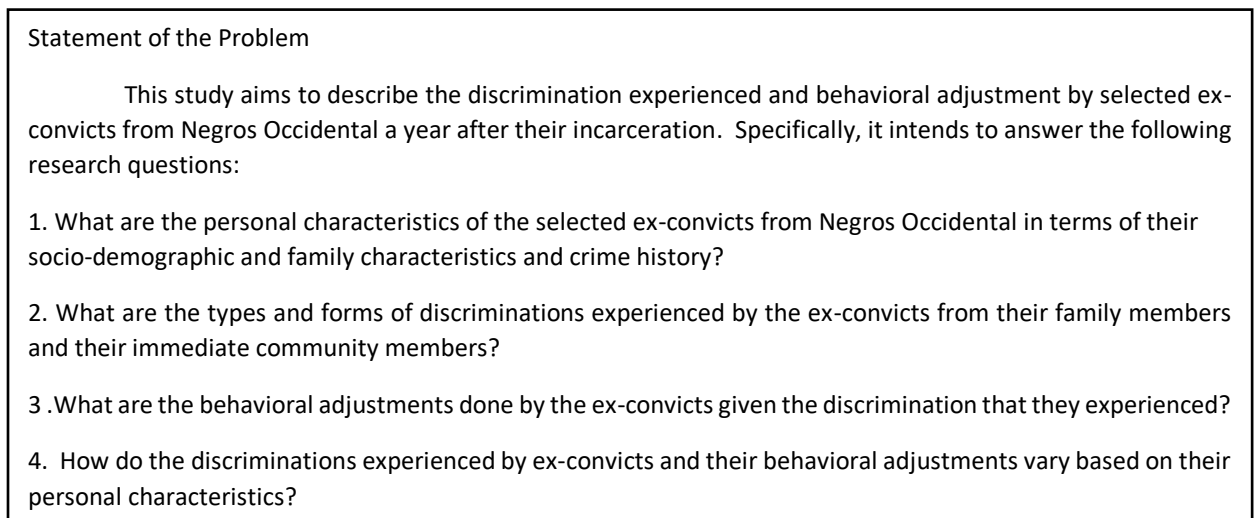 Statement of the Problem
This study aims to describe the discrimination experienced and behavioral adjustment by selected ex-
convicts from Negros Occidental a year after their incarceration.  Specifically, it intends to answer the following
research questions:
1. What are the personal characteristics of the selected ex-convicts from Negros Occidental in terms of their
socio-demographic and family characteristics and crime history?
2. What are the types and forms of discriminations experienced by the ex-convicts from their family members
and their immediate community members?
3 .What are the behavioral adjustments done by the ex-convicts given the discrimination that they experienced?
4.  How do the discriminations experienced by ex-convicts and their behavioral adjustments vary based on their
personal characteristics?